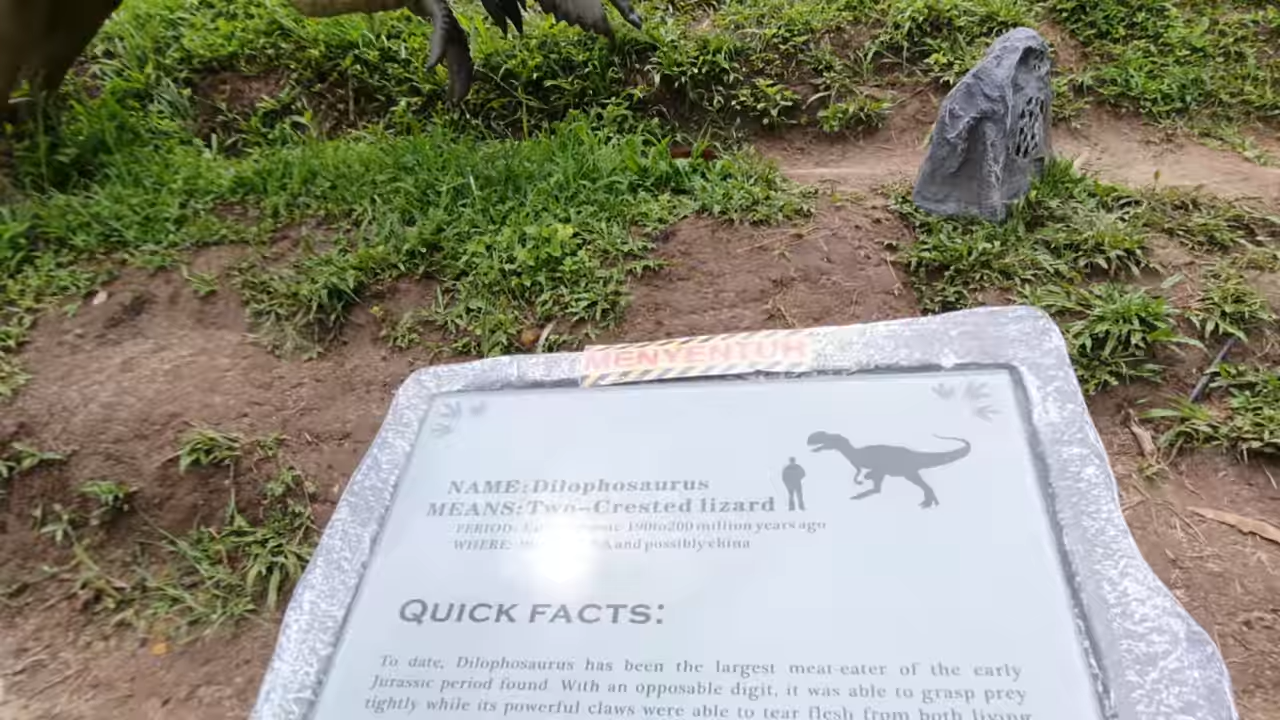 MENYENTUH
NAME: Dilophosaurus
MEANS: Two-Crested lizard
PERIOD: 190to200 million years ago
WHERE: and possibly china
QUICK FACTS:
To date, Dilophosaurus has been the largest meat-eater of the early
Jurassic period found. With an opposable digit, it was able to grasp prey
tightly while its powerful claws were able to tear flesh from both living